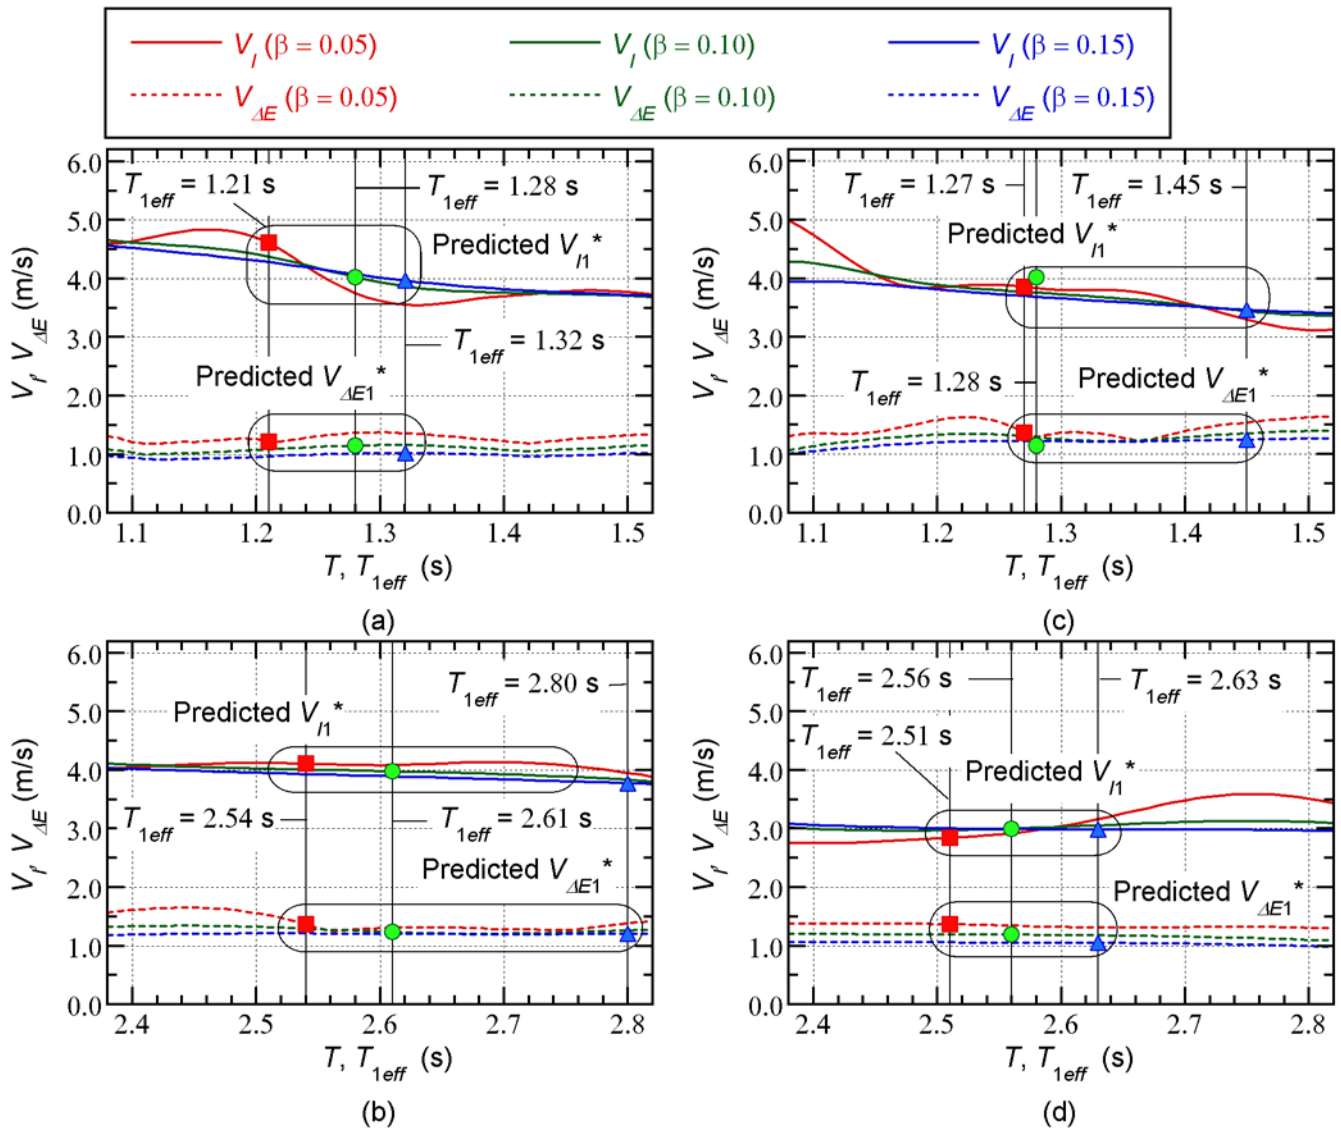 V_I (β = 0.05) V_I (β = 0.10) V_I (β = 0.15)
V_ΔE (β = 0.05) V_ΔE (β = 0.10) V_ΔE (β = 0.15)
V_I, V_ΔE (m/s)
6.0
5.0
4.0
3.0
2.0
1.0
0.0
T_1eff = 1.21 s
T_1eff = 1.28 s
Predicted V_I1*
T_1eff = 1.32 s
Predicted V_ΔE1*
1.1 1.2 1.3 1.4 1.5
T, T_1eff (s)
(a)
V_I, V_ΔE (m/s)
6.0
5.0
4.0
3.0
2.0
1.0
0.0
T_1eff = 1.27 s
T_1eff = 1.45 s
Predicted V_I1*
T_1eff = 1.28 s
Predicted V_ΔE1*
1.1 1.2 1.3 1.4 1.5
T, T_1eff (s)
(c)
V_I, V_ΔE (m/s)
6.0
5.0
4.0
3.0
2.0
1.0
0.0
T_1eff = 2.80 s
Predicted V_I1*
T_1eff = 2.54 s
T_1eff = 2.61 s
Predicted V_ΔE1*
2.4 2.5 2.6 2.7 2.8
T, T_1eff (s)
(b)
V_I, V_ΔE (m/s)
6.0
5.0
4.0
3.0
2.0
1.0
0.0
T_1eff = 2.56 s
T_1eff = 2.63 s
T_1eff = 2.51 s
Predicted V_I1*
Predicted V_ΔE1*
2.4 2.5 2.6 2.7 2.8
T, T_1eff (s)
(d)